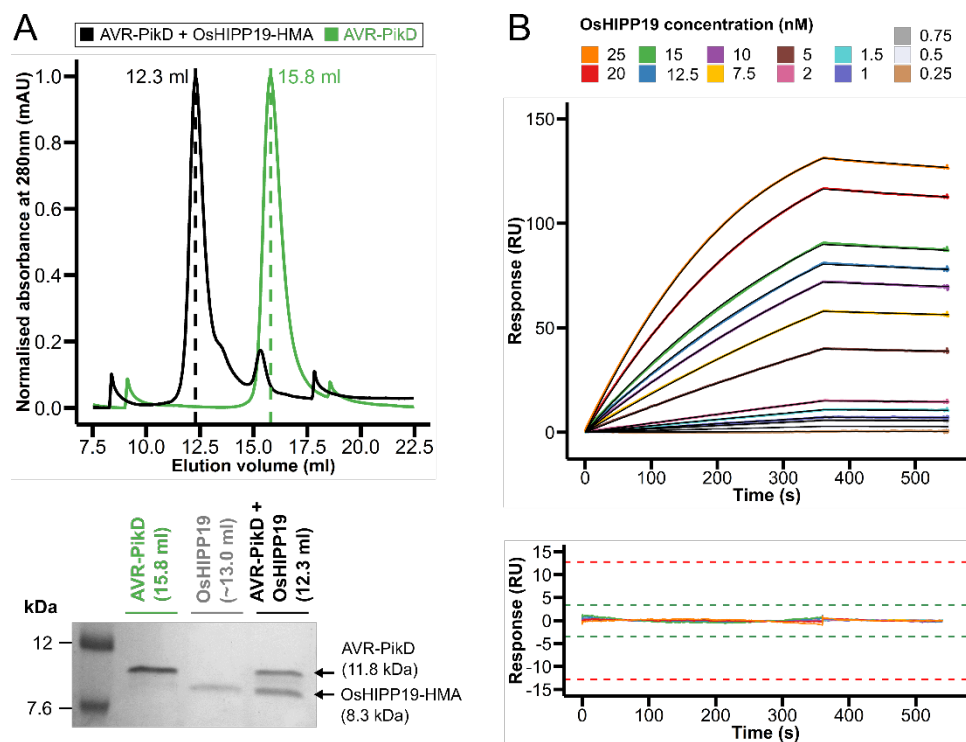 A
AVR-PikD + OsHIPP19-HMA AVR-PikD
12.3 ml 15.8 ml
Normalised absorbance at 280nm (mAU)
1.0
0.8
0.6
0.4
0.2
0.0
7.5 10.0 12.5 15.0 17.5 20.0 22.5
Elution volume (ml)
AVR-PikD
(15.8 ml)
OsHIPP19
(~13.0 ml)
AVR-PikD +
OsHIPP19
(12.3 ml)
kDa
12
7.6
AVR-PikD
(11.8 kDa)
OsHIPP19-HMA
(8.3 kDa)
B
OsHIPP19 concentration (nM)
25 15 10 5 1.5 0.75
20 12.5 7.5 2 1 0.5
0.25
Response (RU)
150
100
50
0
0 100 200 300 400 500
Time (s)
Response (RU)
15
10
5
0
-5
-10
-15
0 100 200 300 400 500
Time (s)